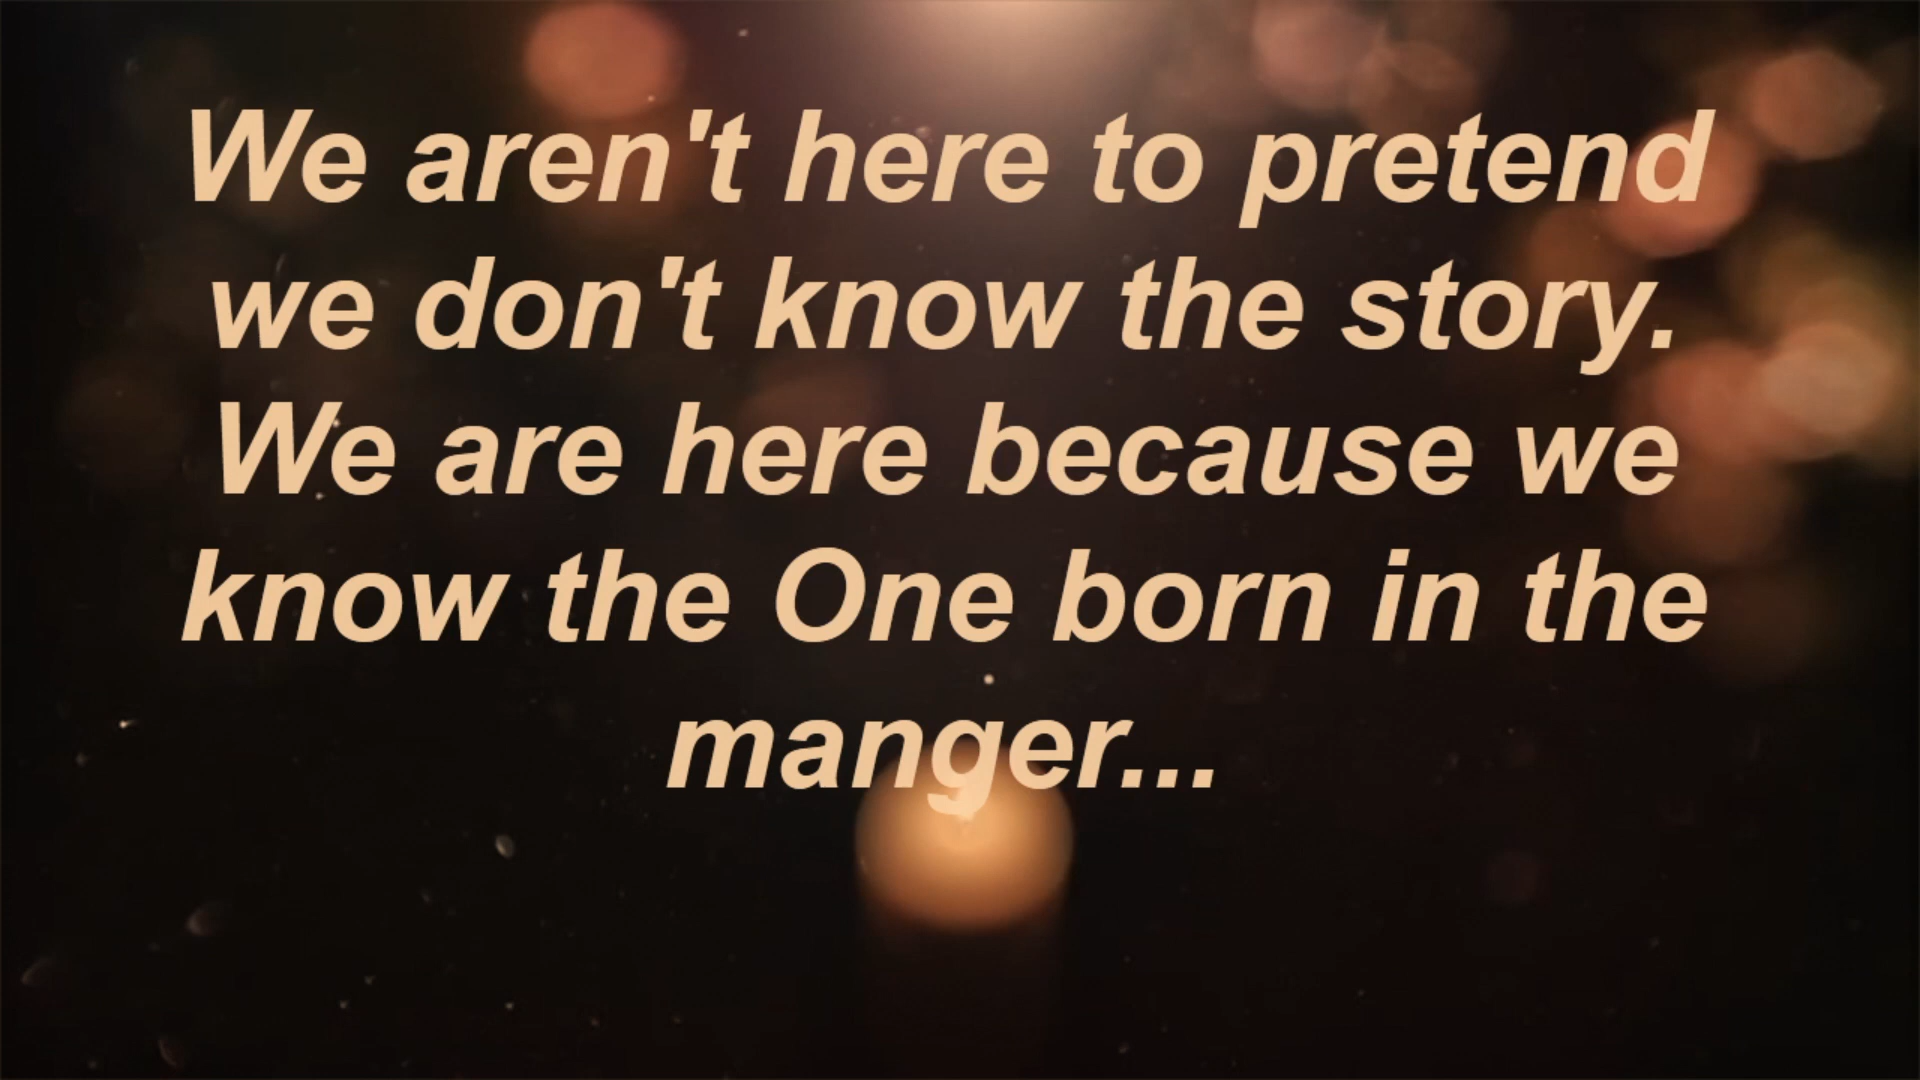 We aren't here to pretend
we don't know the story.
We are here because we
know the One born in the
manger...